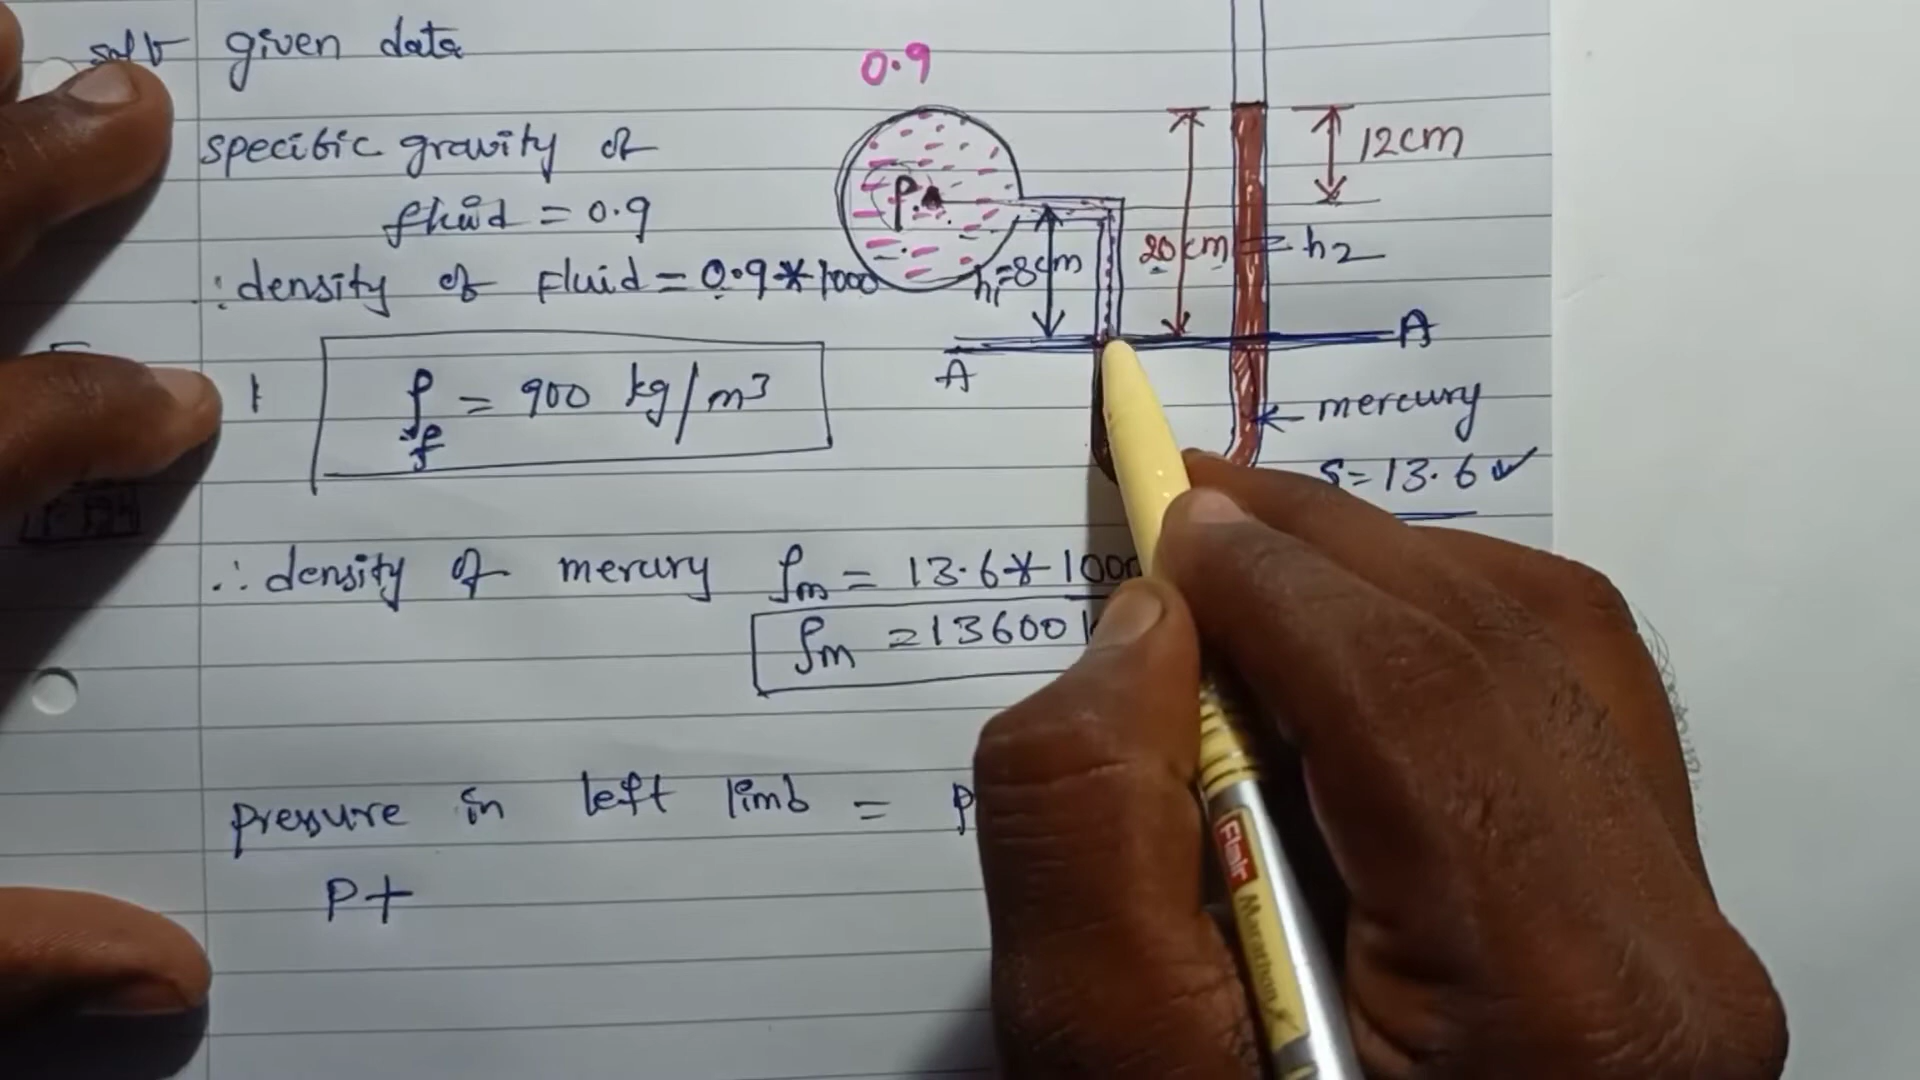 given data
0.9
specific gravity of
fluid = 0.9
12cm
P.
∴ density of Fluid = 0.9*1000
h₁=8cm
20cm
h2
A
A
ρf = 900 kg/m3
mercury
S=13.6
∴ density of mercury ρm = 13.6*1000
ρm = 13600
pressure in left limb = P
P+
Flair
Marathon